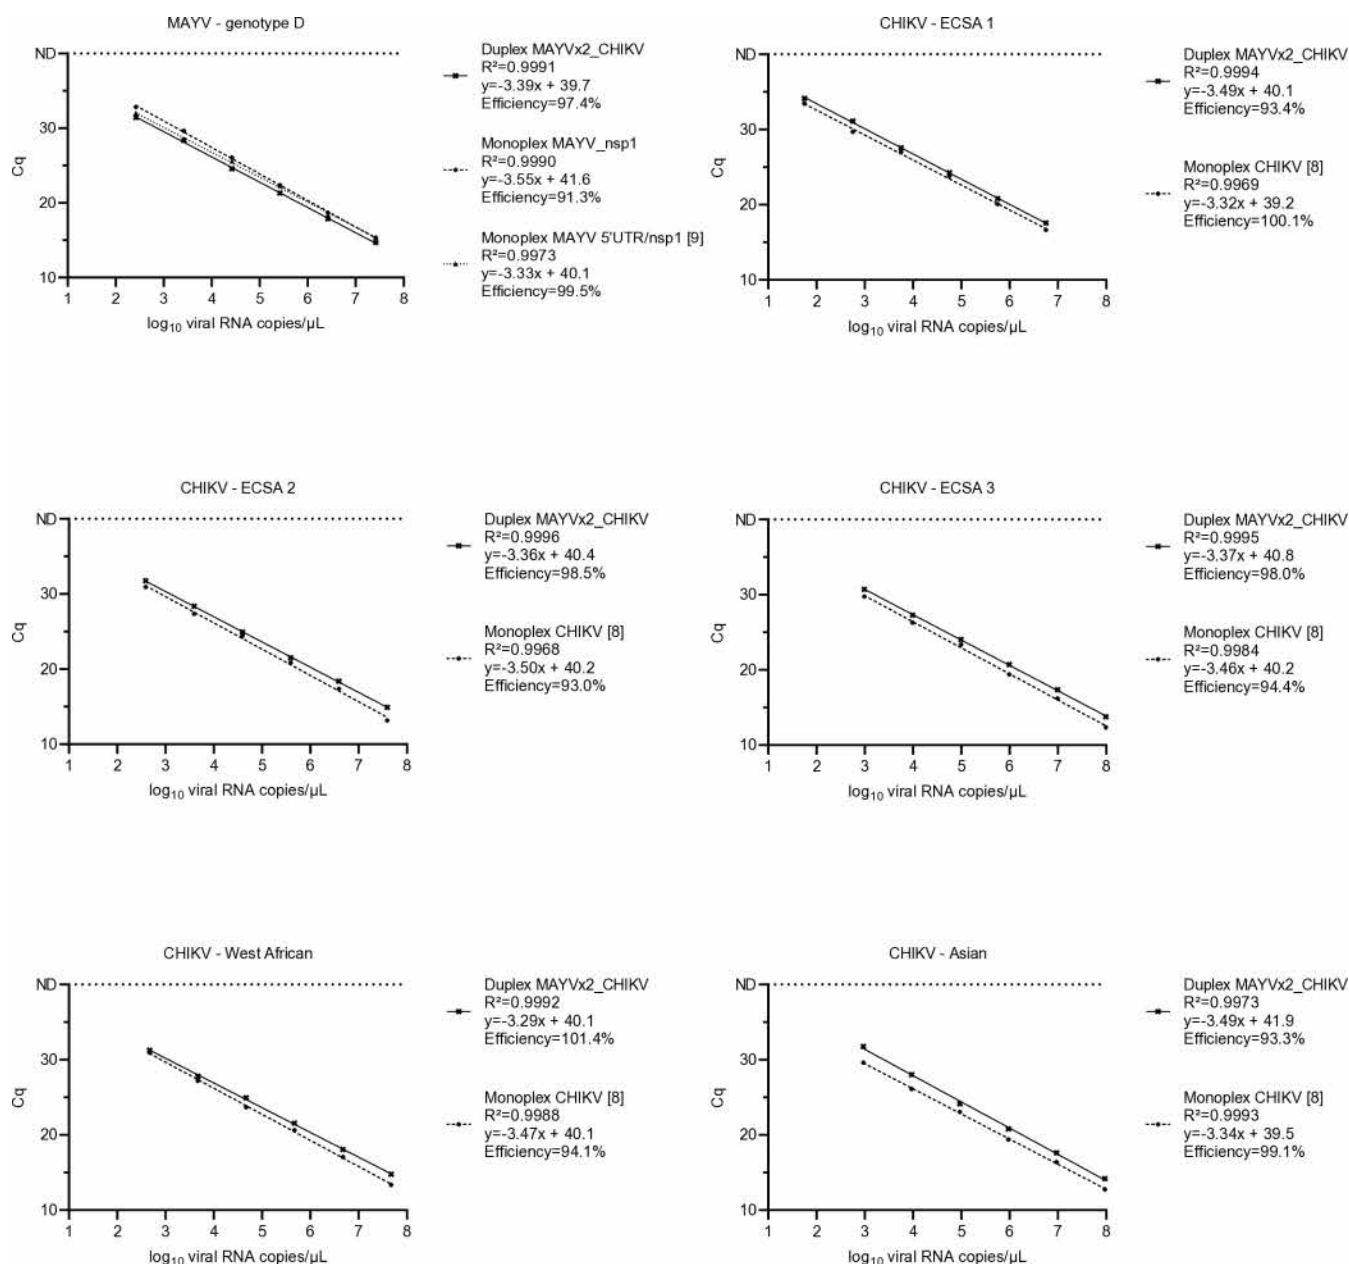 MAYV - genotype D
ND
30
20
10
Cq
1 2 3 4 5 6 7 8
log₁₀ viral RNA copies/µL
Duplex MAYVx2_CHIKV
R²=0.9991
y=-3.39x + 39.7
Efficiency=97.4%
Monoplex MAYV_nsp1
R²=0.9990
y=-3.55x + 41.6
Efficiency=91.3%
Monoplex MAYV 5'UTR/nsp1 [9]
R²=0.9973
y=-3.33x + 40.1
Efficiency=99.5%
CHIKV - ECSA 1
ND
30
20
10
Cq
1 2 3 4 5 6 7 8
log₁₀ viral RNA copies/µL
Duplex MAYVx2_CHIKV
R²=0.9994
y=-3.49x + 40.1
Efficiency=93.4%
Monoplex CHIKV [8]
R²=0.9969
y=-3.32x + 39.2
Efficiency=100.1%
CHIKV - ECSA 2
ND
30
20
10
Cq
1 2 3 4 5 6 7 8
log₁₀ viral RNA copies/µL
Duplex MAYVx2_CHIKV
R²=0.9996
y=-3.36x + 40.4
Efficiency=98.5%
Monoplex CHIKV [8]
R²=0.9968
y=-3.50x + 40.2
Efficiency=93.0%
CHIKV - ECSA 3
ND
30
20
10
Cq
1 2 3 4 5 6 7 8
log₁₀ viral RNA copies/µL
Duplex MAYVx2_CHIKV
R²=0.9995
y=-3.37x + 40.8
Efficiency=98.0%
Monoplex CHIKV [8]
R²=0.9984
y=-3.46x + 40.2
Efficiency=94.4%
CHIKV - West African
ND
30
20
10
Cq
1 2 3 4 5 6 7 8
log₁₀ viral RNA copies/µL
Duplex MAYVx2_CHIKV
R²=0.9992
y=-3.29x + 40.1
Efficiency=101.4%
Monoplex CHIKV [8]
R²=0.9988
y=-3.47x + 40.1
Efficiency=94.1%
CHIKV - Asian
ND
30
20
10
Cq
1 2 3 4 5 6 7 8
log₁₀ viral RNA copies/µL
Duplex MAYVx2_CHIKV
R²=0.9973
y=-3.49x + 41.9
Efficiency=93.3%
Monoplex CHIKV [8]
R²=0.9993
y=-3.34x + 39.5
Efficiency=99.1%